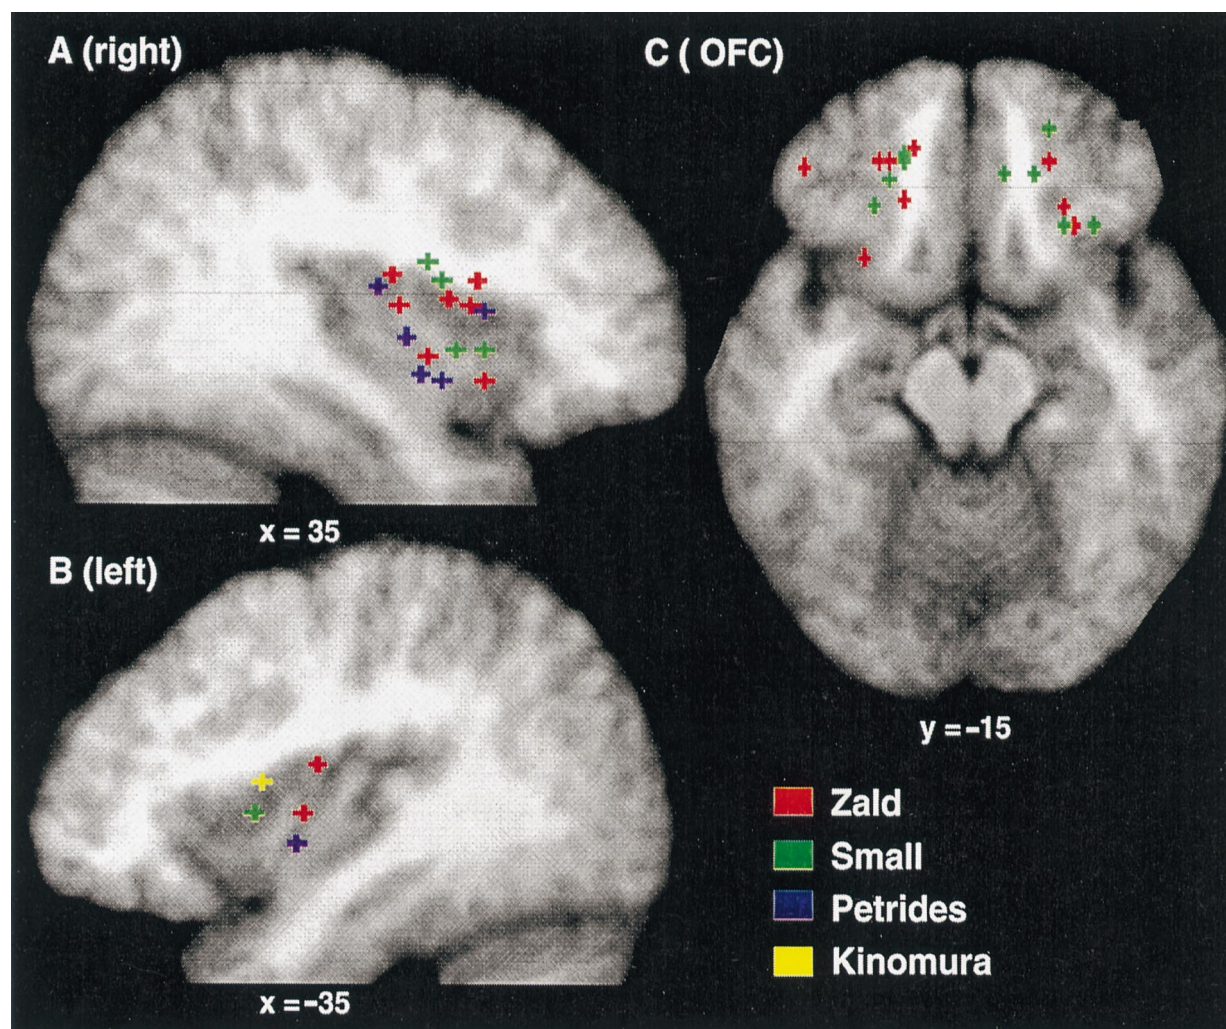 A (right)
C ( OFC)
x = 35
B (left)
y =-15
Zald
Small
Petrides
Kinomura
x =-35